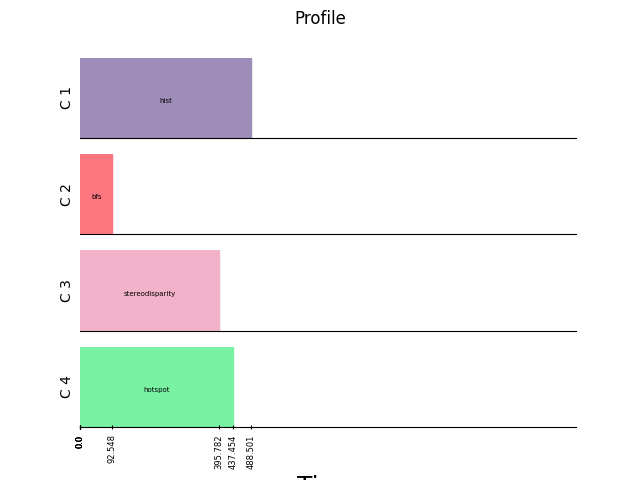 Profile
C 1
hist
C 2
bfs
C 3
stereodisparity
C 4
hotspot
0.0
92.548
395.782
437.454
488.501